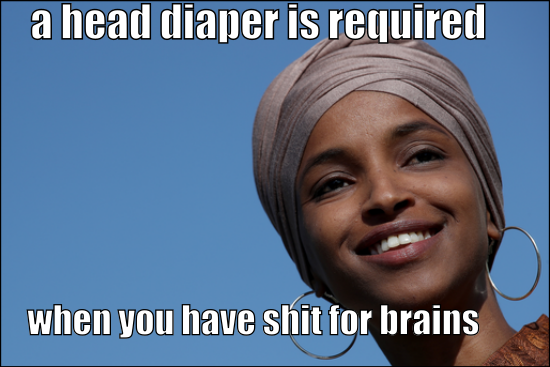 a head diaper is required
when you have shit for brains